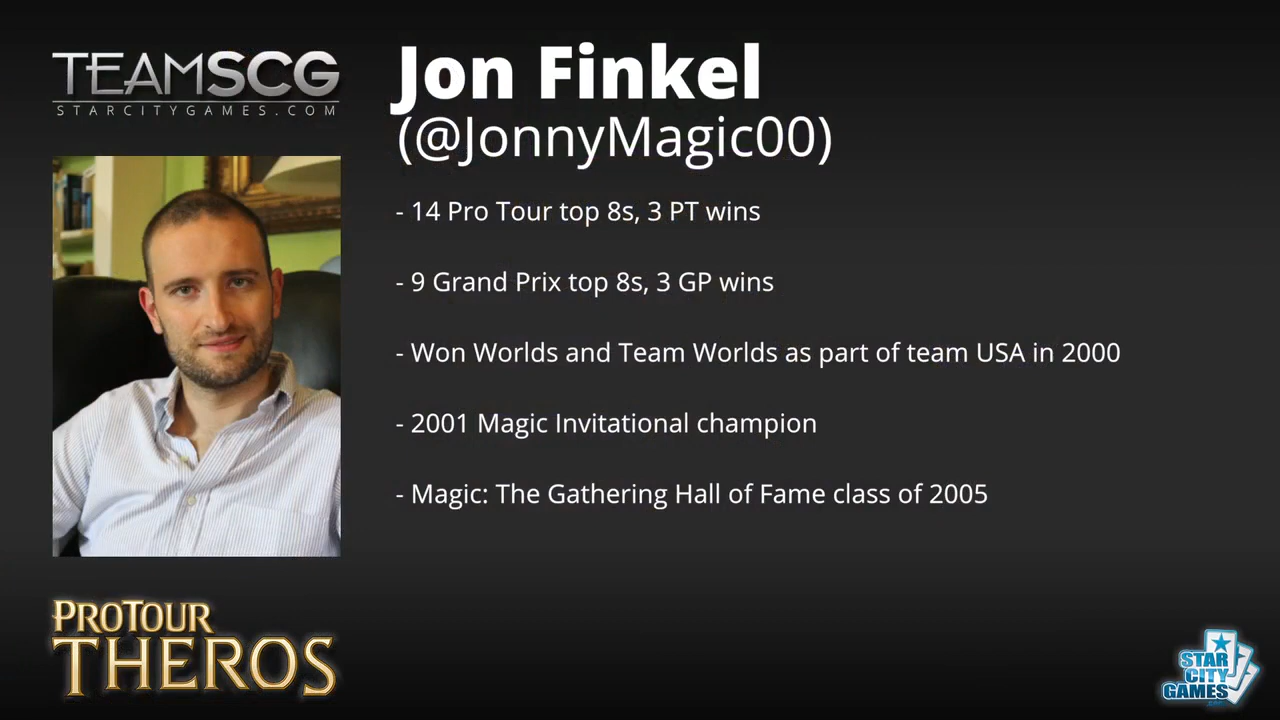 TEAMSCG
STARCITYGAMES.COM
Jon Finkel
(@JonnyMagic00)
- 14 Pro Tour top 8s, 3 PT wins
- 9 Grand Prix top 8s, 3 GP wins
- Won Worlds and Team Worlds as part of team USA in 2000
- 2001 Magic Invitational champion
- Magic: The Gathering Hall of Fame class of 2005
PROTOUR
THEROS
STAR
CITY
GAMES